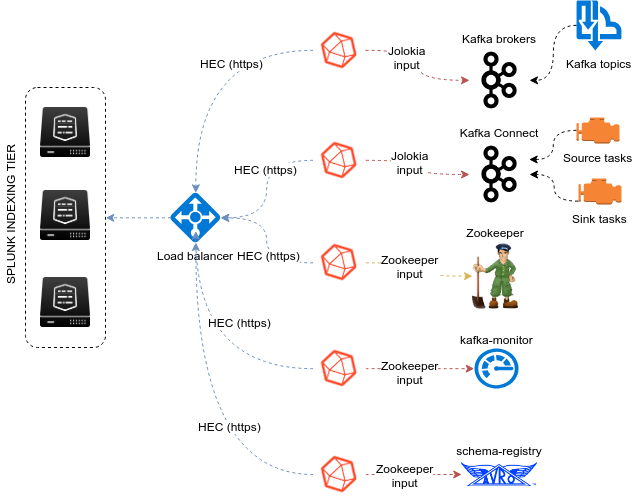 Kafka brokers
HEC (https)
Jolokia
input
Kafka topics
Kafka Connect
HEC (https)
Jolokia
input
Source tasks
Sink tasks
SPLUNK INDEXING TIER
Zookeeper
Load balancer
HEC (https)
Zookeeper
input
HEC (https)
kafka-monitor
Zookeeper
input
HEC (https)
schema-registry
Zookeeper
input
AVRO